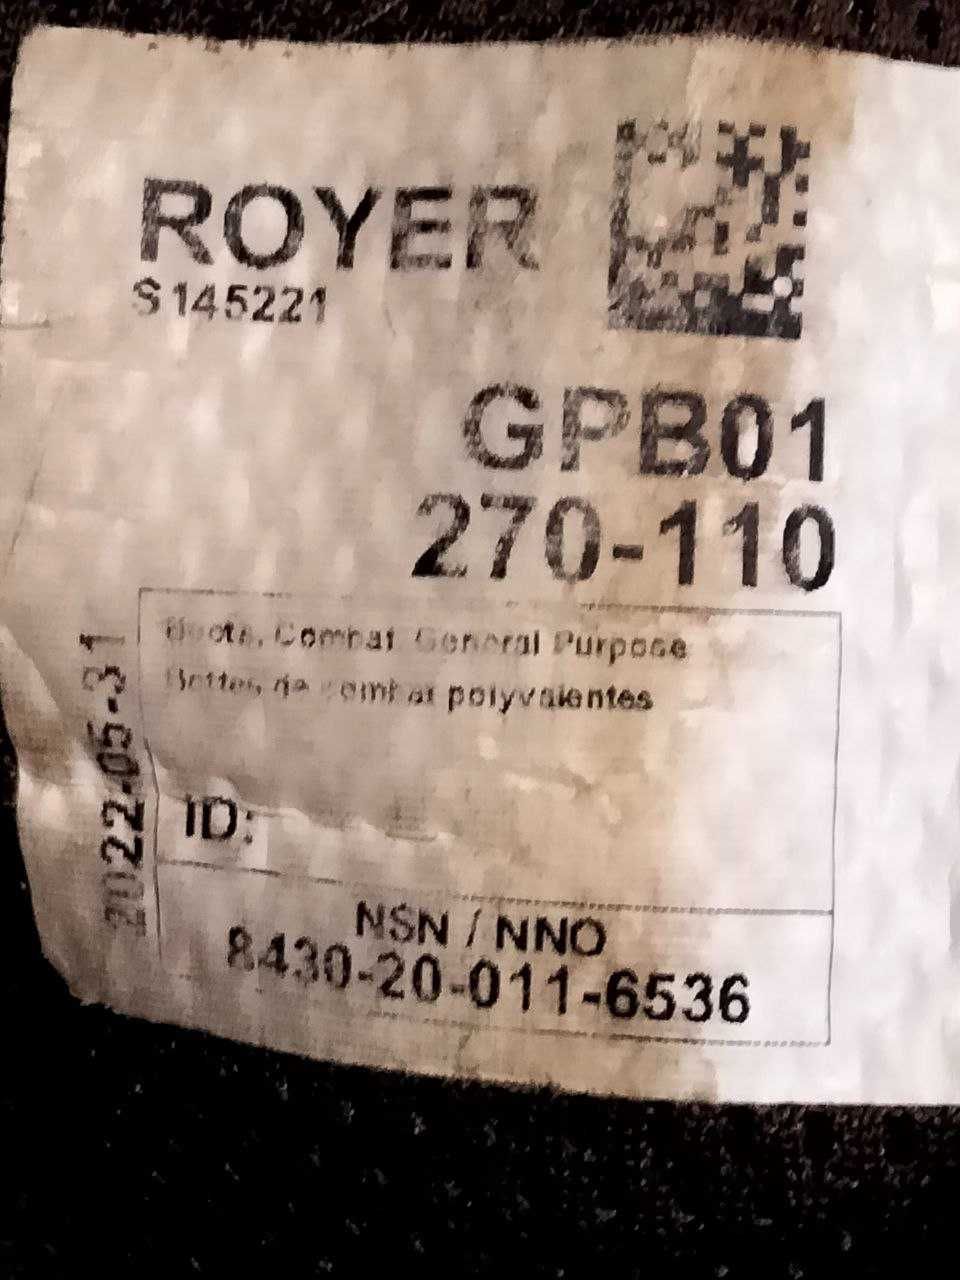 ROYER
S145221
GPB01
270-110
Boots, Combat, General Purpose
Bottes, de combat polyvalentes
2022-05-31
ID:
NSN / NNO
8430-20-011-6536